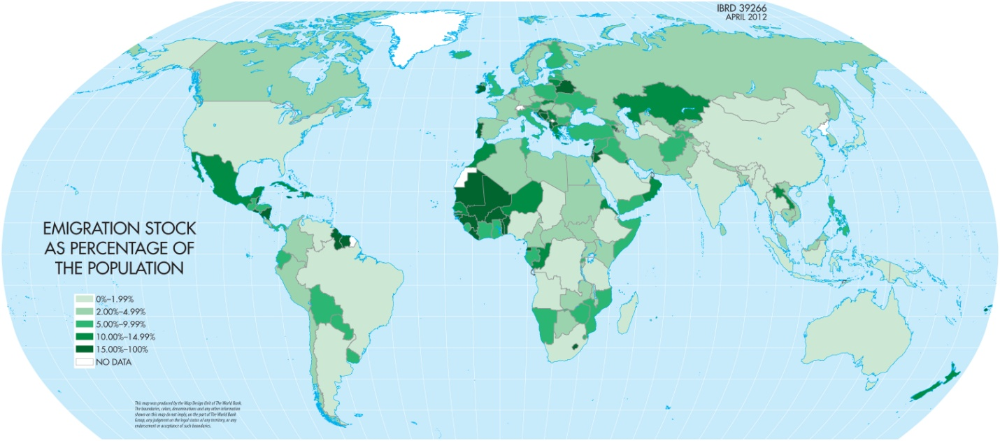 IBRD 39266
APRIL 2012
EMIGRATION STOCK
AS PERCENTAGE OF
THE POPULATION
0%–1.99%
2.00%–4.99%
5.00%–9.99%
10.00%–14.99%
15.00%–100%
NO DATA
This map was produced by the Map Design Unit of The World Bank.
The boundaries, colors, denominations and any other information
shown on this map do not imply, on the part of The World Bank
Group, any judgment on the legal status of any territory, or any
endorsement or acceptance of such boundaries.